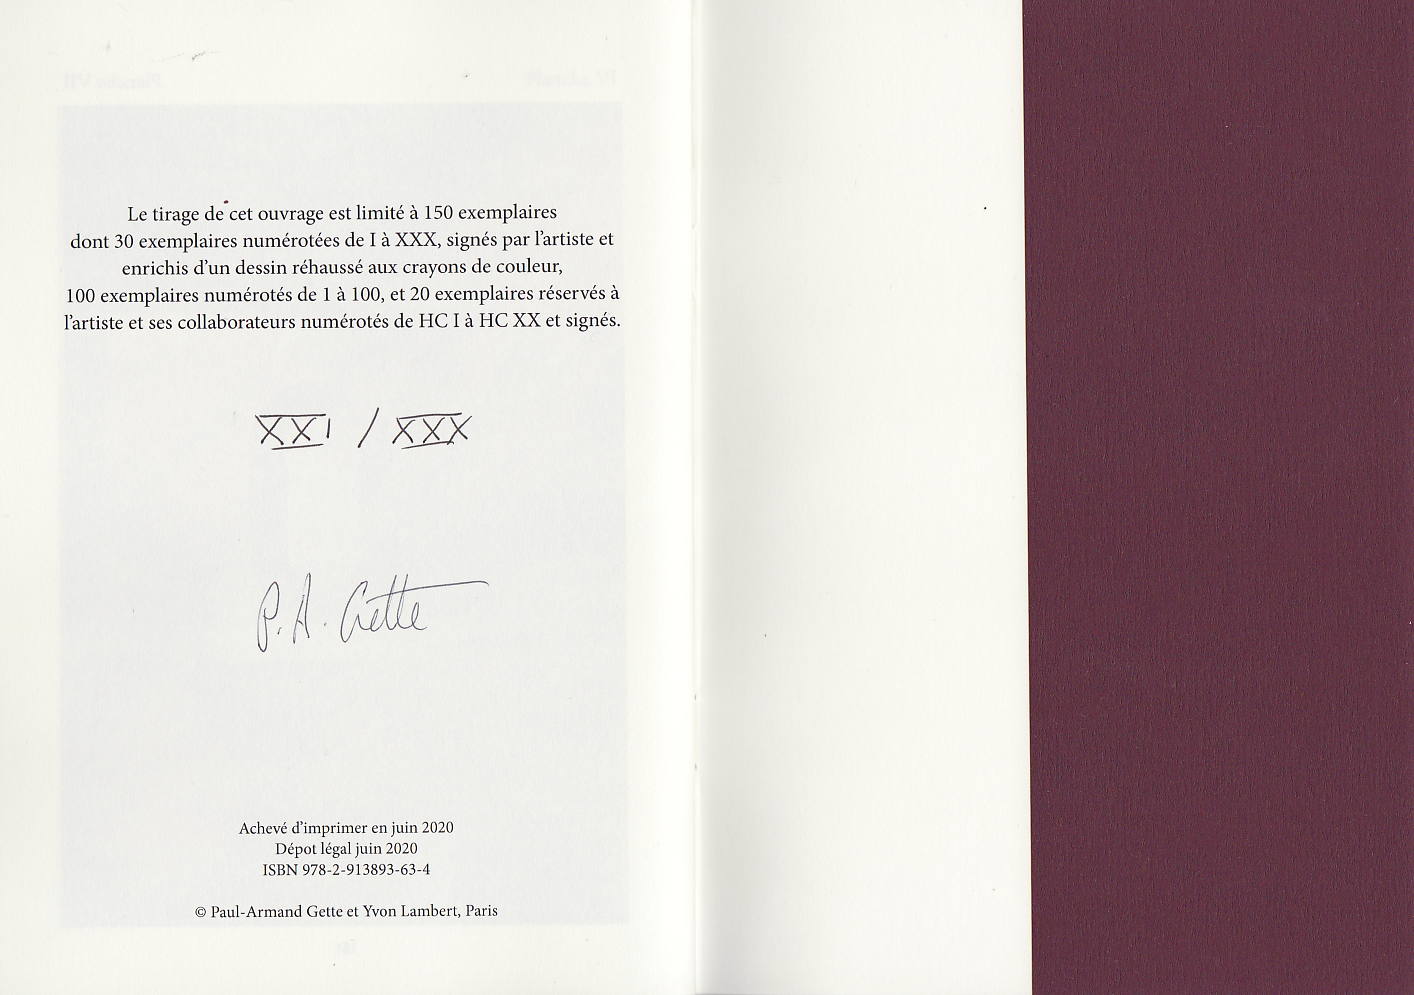 Le tirage de cet ouvrage est limité à 150 exemplaires
dont 30 exemplaires numérotées de I à XXX, signés par l'artiste et
enrichis d'un dessin réhaussé aux crayons de couleur,
100 exemplaires numérotés de 1 à 100, et 20 exemplaires réservés à
l'artiste et ses collaborateurs numérotés de HC I à HC XX et signés.
XXI / XXX
P. A. Gette
Achevé d'imprimer en juin 2020
Dépot légal juin 2020
ISBN 978-2-913893-63-4
© Paul-Armand Gette et Yvon Lambert, Paris